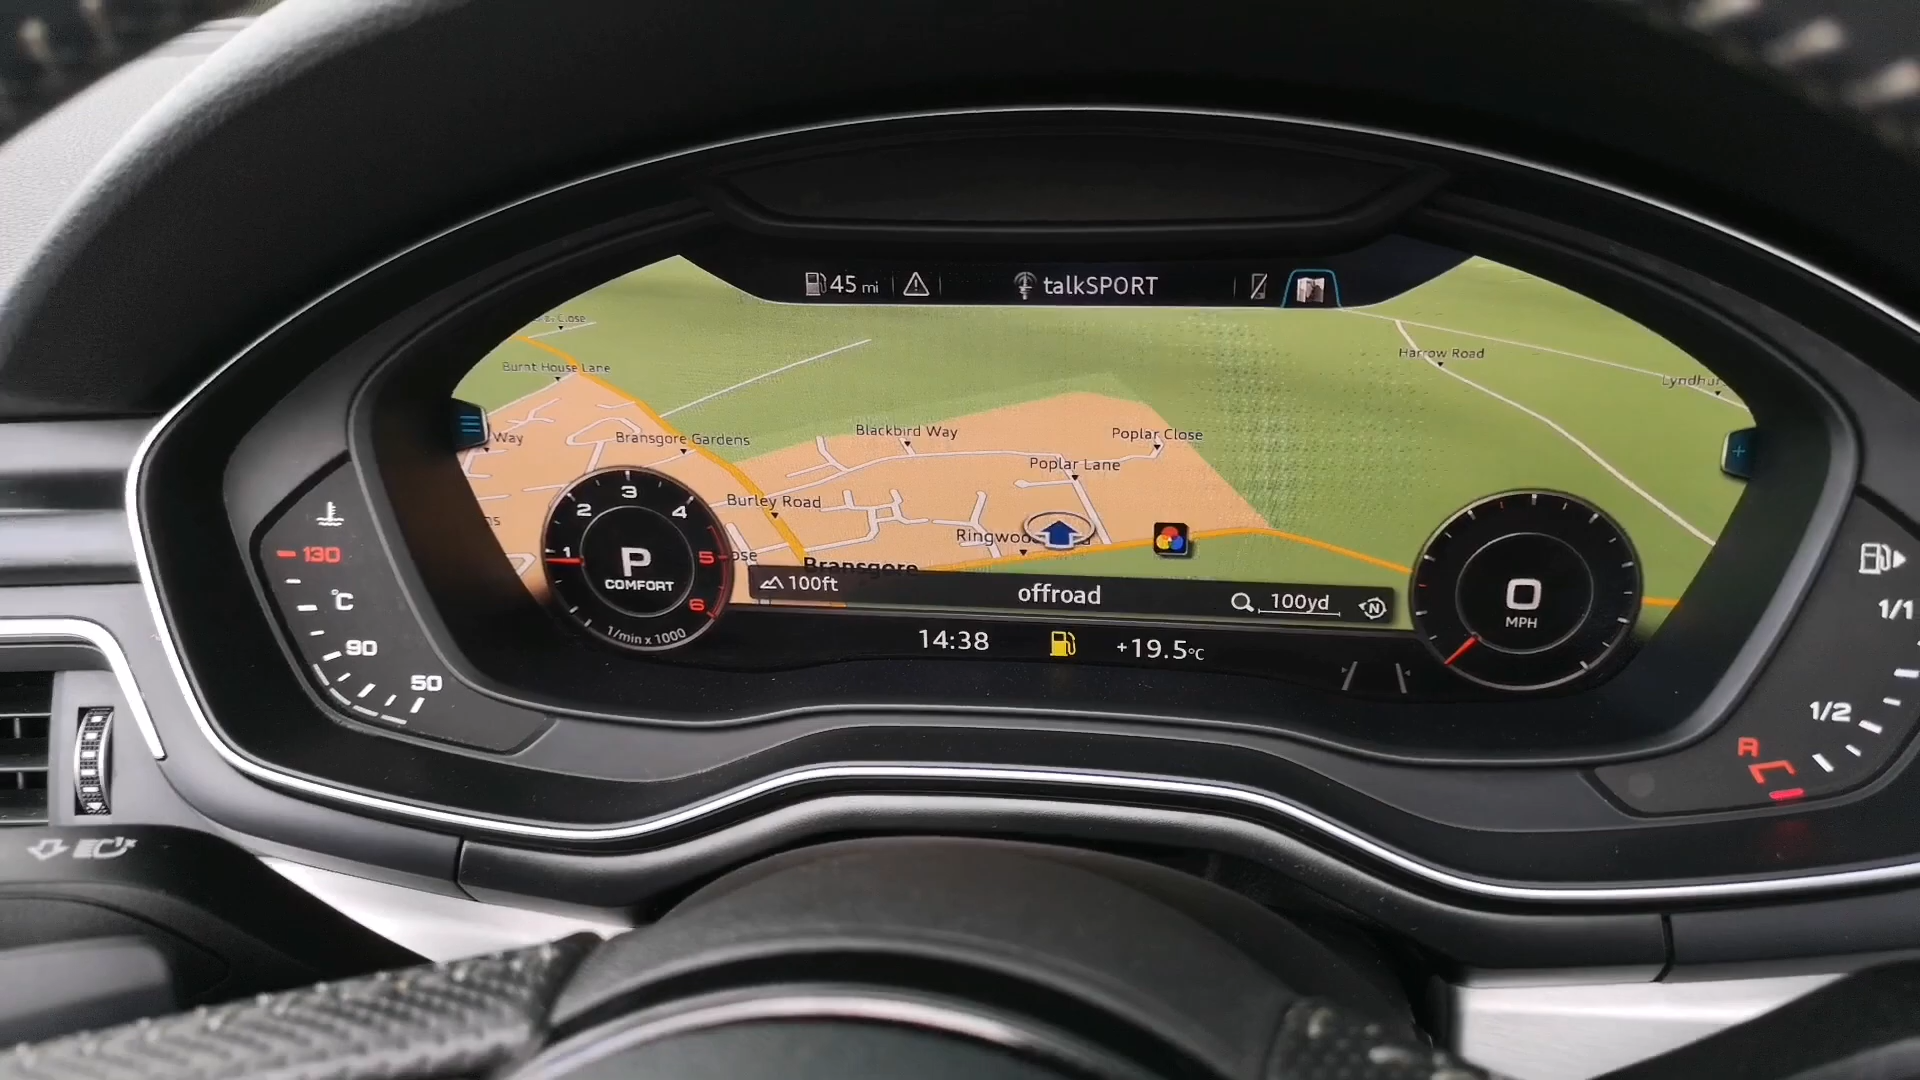 45 mi
talkSPORT
Close
Burnt House Lane
Harrow Road
Way
Bransgore Gardens
Blackbird Way
Poplar Close
Poplar Lane
Burley Road
Bransgore
100ft
offroad
100yd
N
14:38
+19.5°C
1
2
3
4
5
6
P
COMFORT
1/min x 1000
0
MPH
130
°C
90
50
1/1
1/2
R